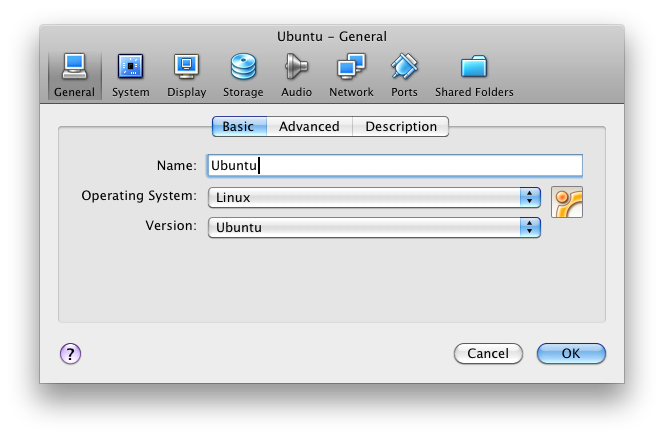 Ubuntu – General
General System Display Storage Audio Network Ports Shared Folders
Basic Advanced Description
Name: Ubuntu
Operating System: Linux
Version: Ubuntu
? Cancel OK